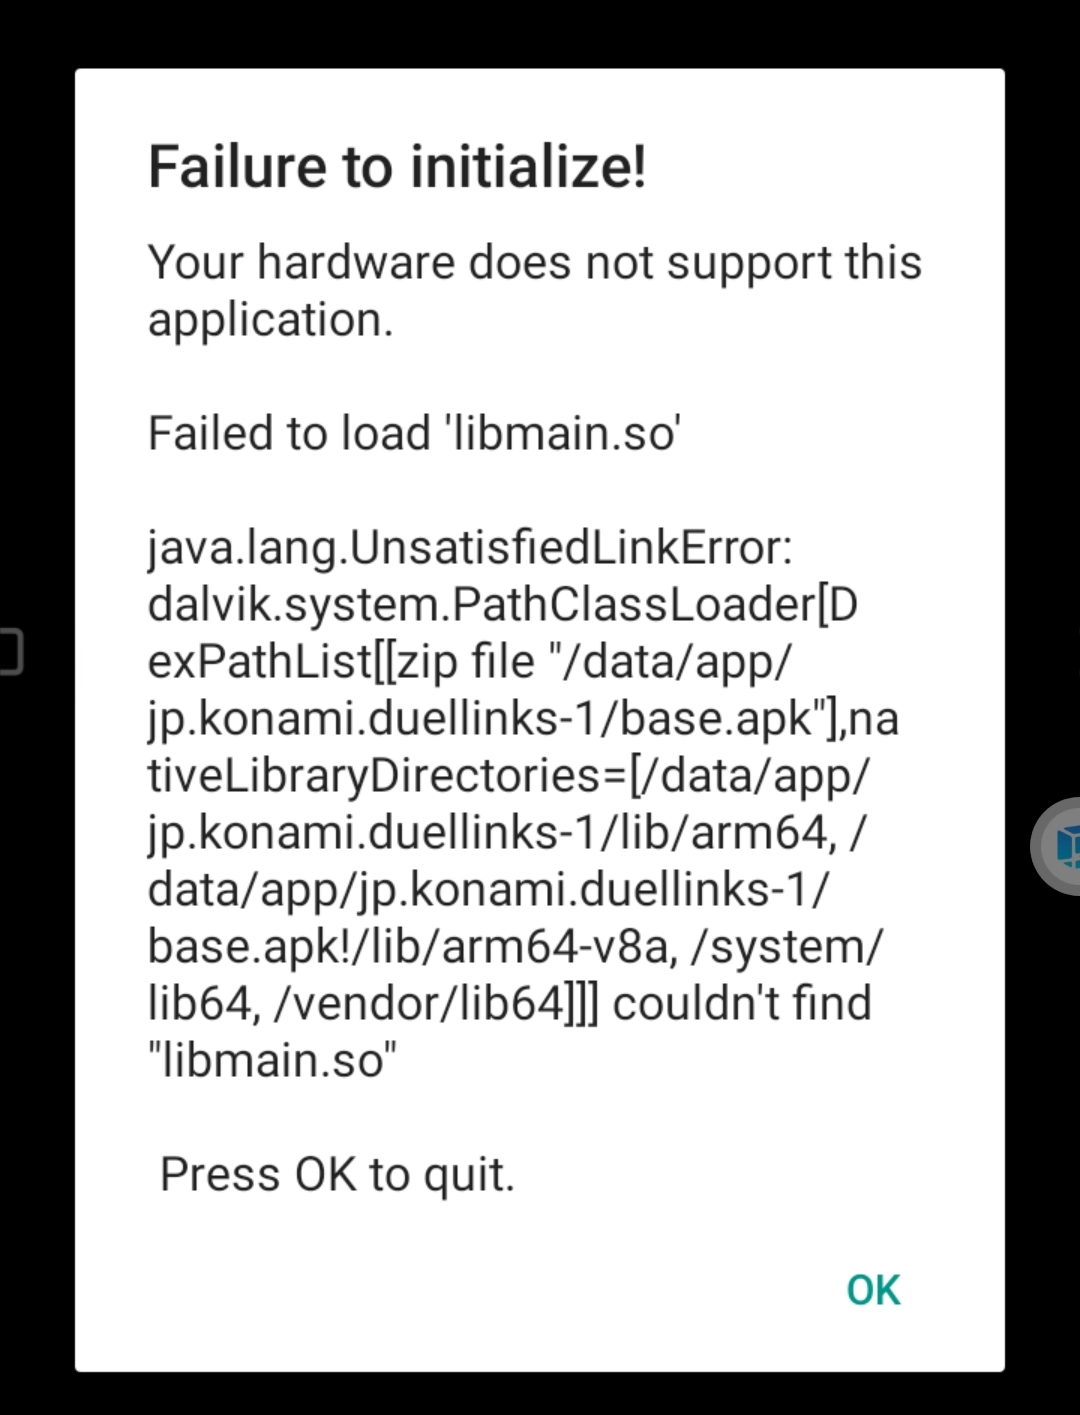 Failure to initialize!
Your hardware does not support this
application.
Failed to load 'libmain.so'
java.lang.UnsatisfiedLinkError:
dalvik.system.PathClassLoader[D
exPathList[[zip file "/data/app/
jp.konami.duellinks-1/base.apk"],na
tiveLibraryDirectories=[/data/app/
jp.konami.duellinks-1/lib/arm64, /
data/app/jp.konami.duellinks-1/
base.apk!/lib/arm64-v8a, /system/
lib64, /vendor/lib64]]] couldn't find
"libmain.so"
Press OK to quit.
OK